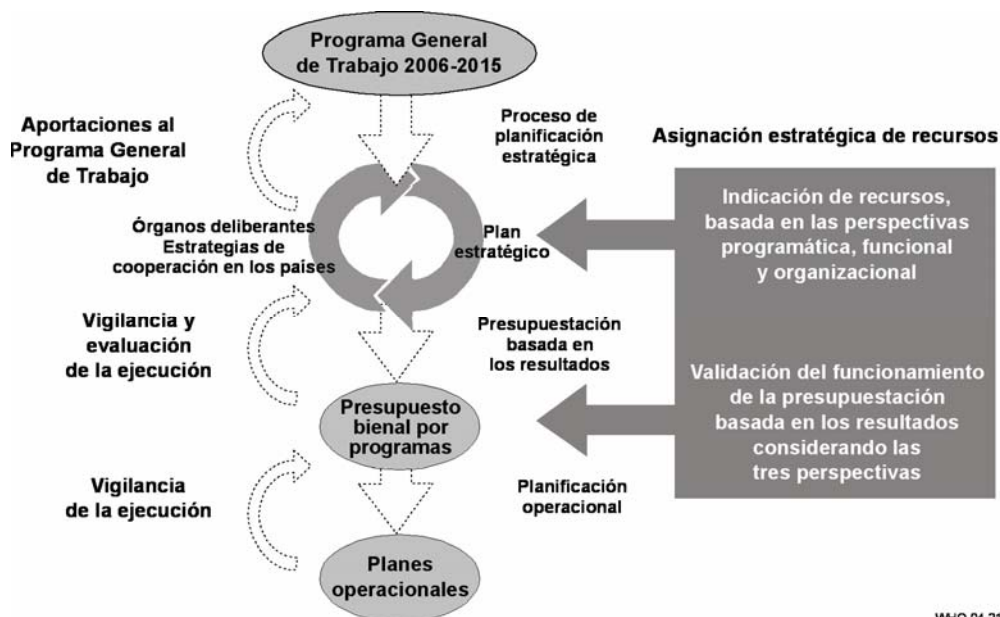 Programa General
de Trabajo 2006-2015
Aportaciones al
Programa General
de Trabajo
Proceso de
planificación
estratégica
Asignación estratégica de recursos
Indicación de recursos,
basada en las perspectivas
programática, funcional
y organizacional
Órganos deliberantes
Estrategias de
cooperación en los países
Plan
estratégico
Vigilancia y
evaluación
de la ejecución
Presupuestación
basada en
los resultados
Validación del funcionamiento
de la presupuestación
basada en los resultados
considerando las
tres perspectivas
Presupuesto
bienal por
programas
Vigilancia
de la ejecución
Planificación
operacional
Planes
operacionales